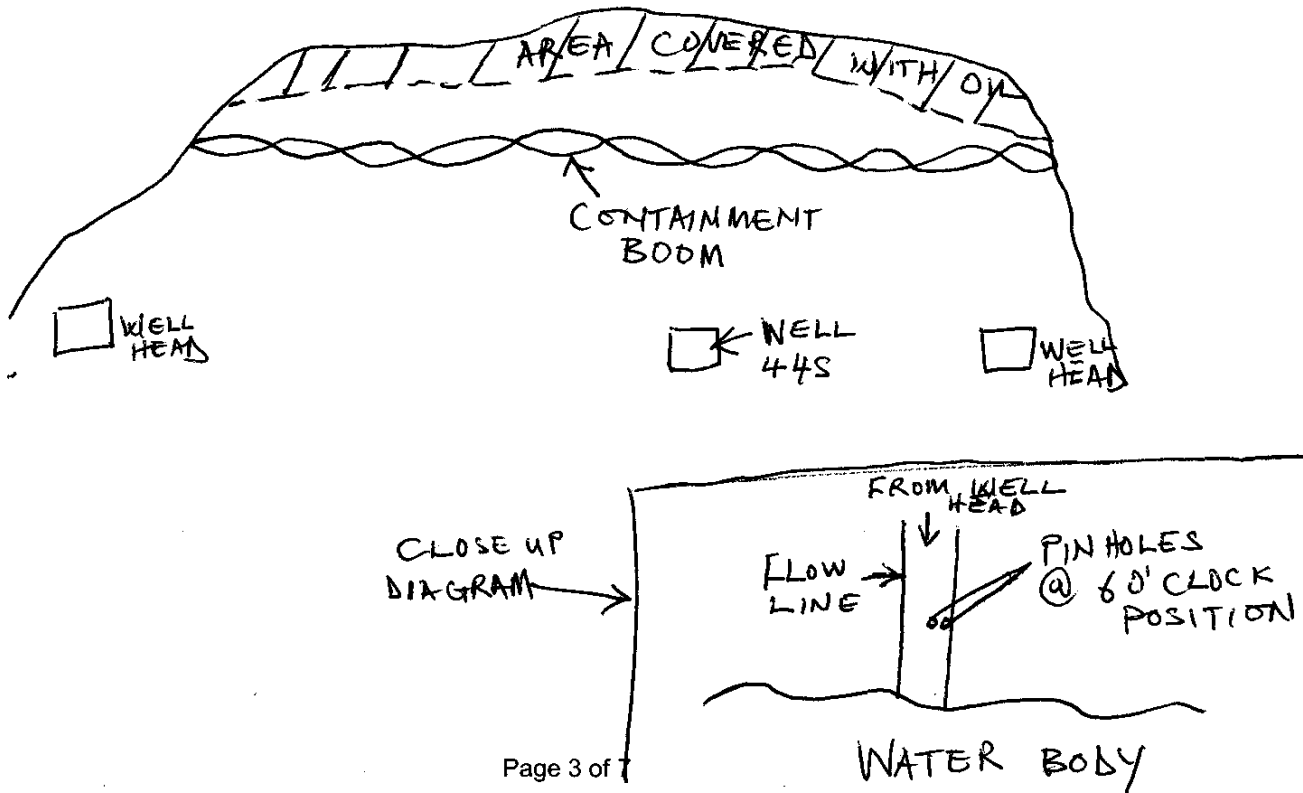 AREA COVERED WITH OIL
CONTAINMENT
BOOM
WELL
HEAD
WELL
44S
WELL
HEAD
CLOSE UP
DIAGRAM
FROM WELL
HEAD
FLOW
LINE
PIN HOLES
@ 6 O'CLOCK
POSITION
WATER BODY
Page 3 of 7